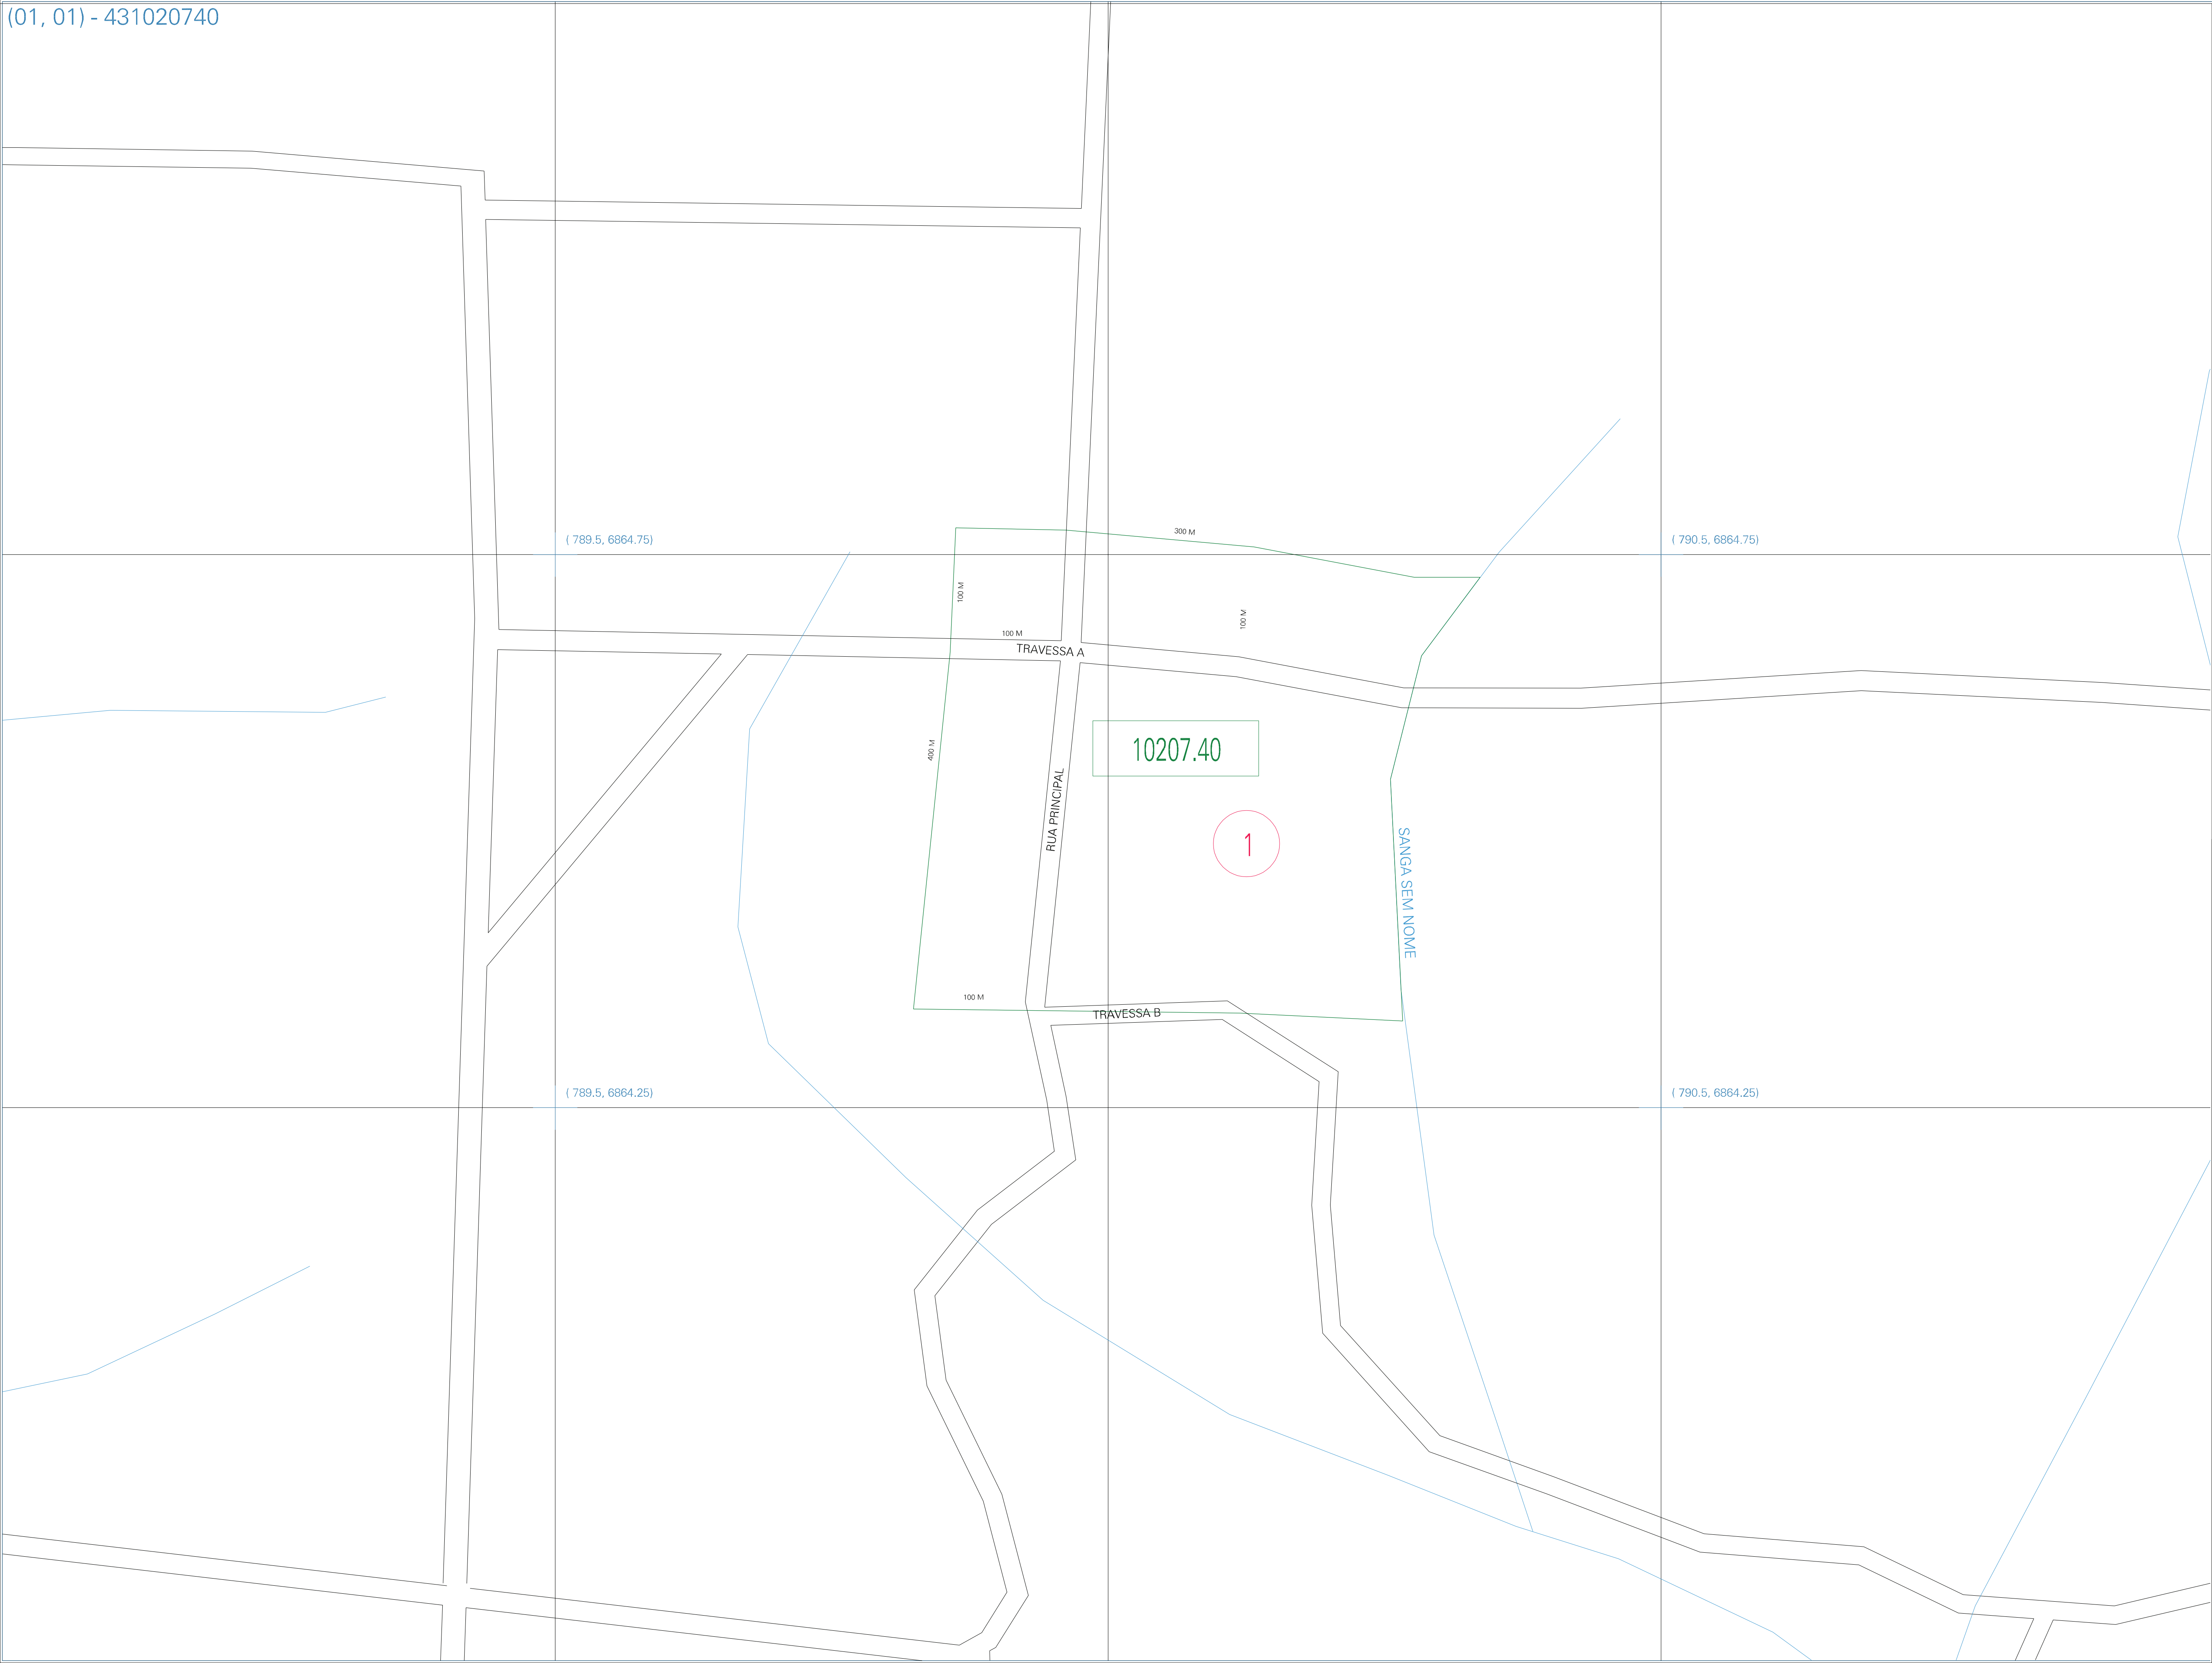 (01, 01) - 431020740
300 M
( 789.5, 6864.75)
( 790.5, 6864.75)
100 M
100 M
100 M
TRAVESSA A
400 M
10207.40
RUA PRINCIPAL
1
SANGA SEM NOME
100 M
TRAVESSA B
( 789.5, 6864.25)
( 790.5, 6864.25)